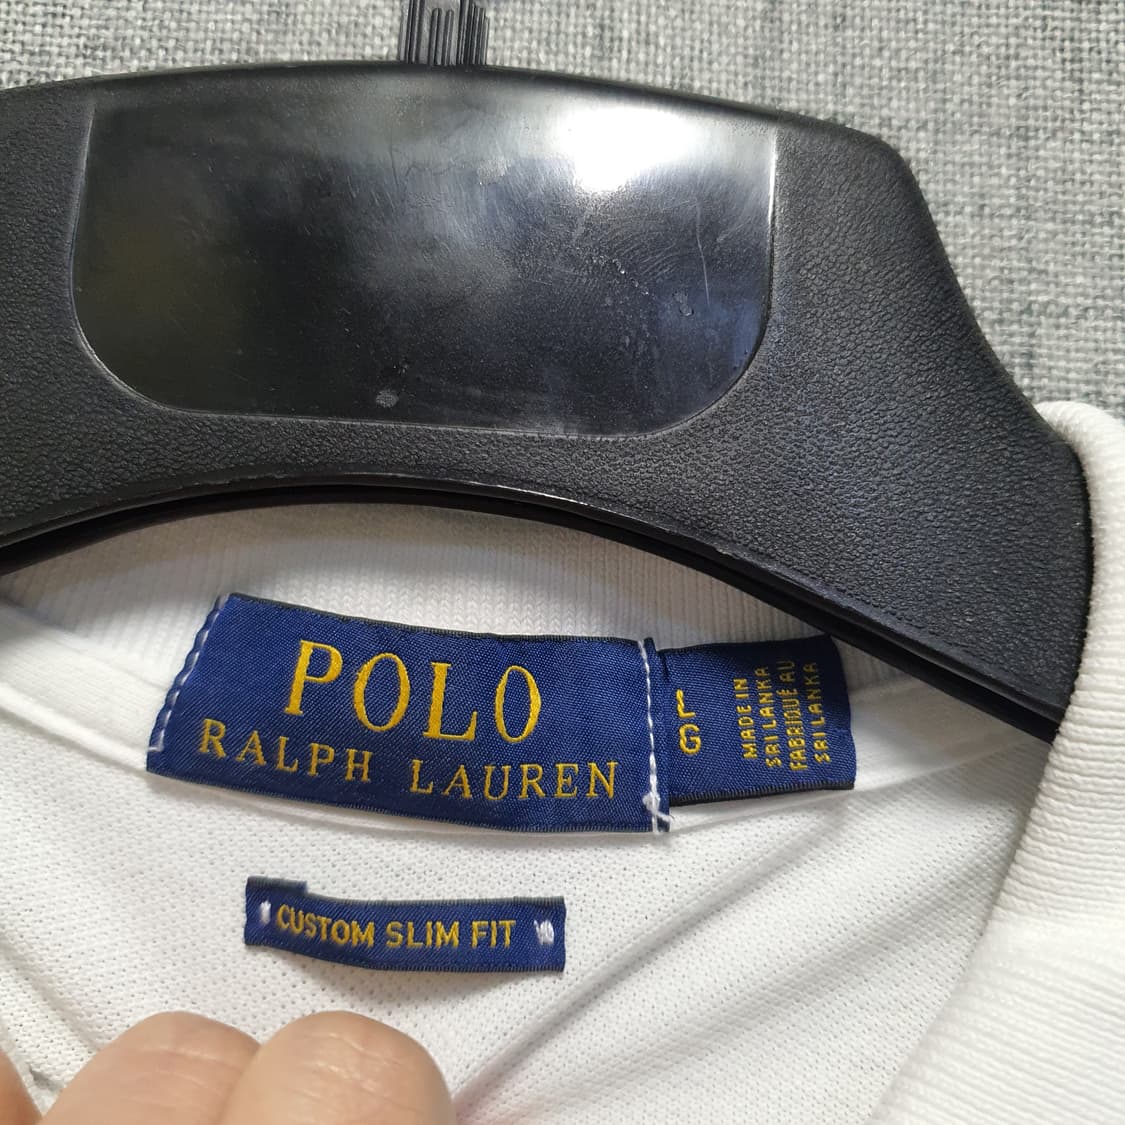 POLO
RALPH LAUREN
L
G
MADE IN
SRI LANKA
FABRIQUÉ AU
SRI LANKA
CUSTOM SLIM FIT